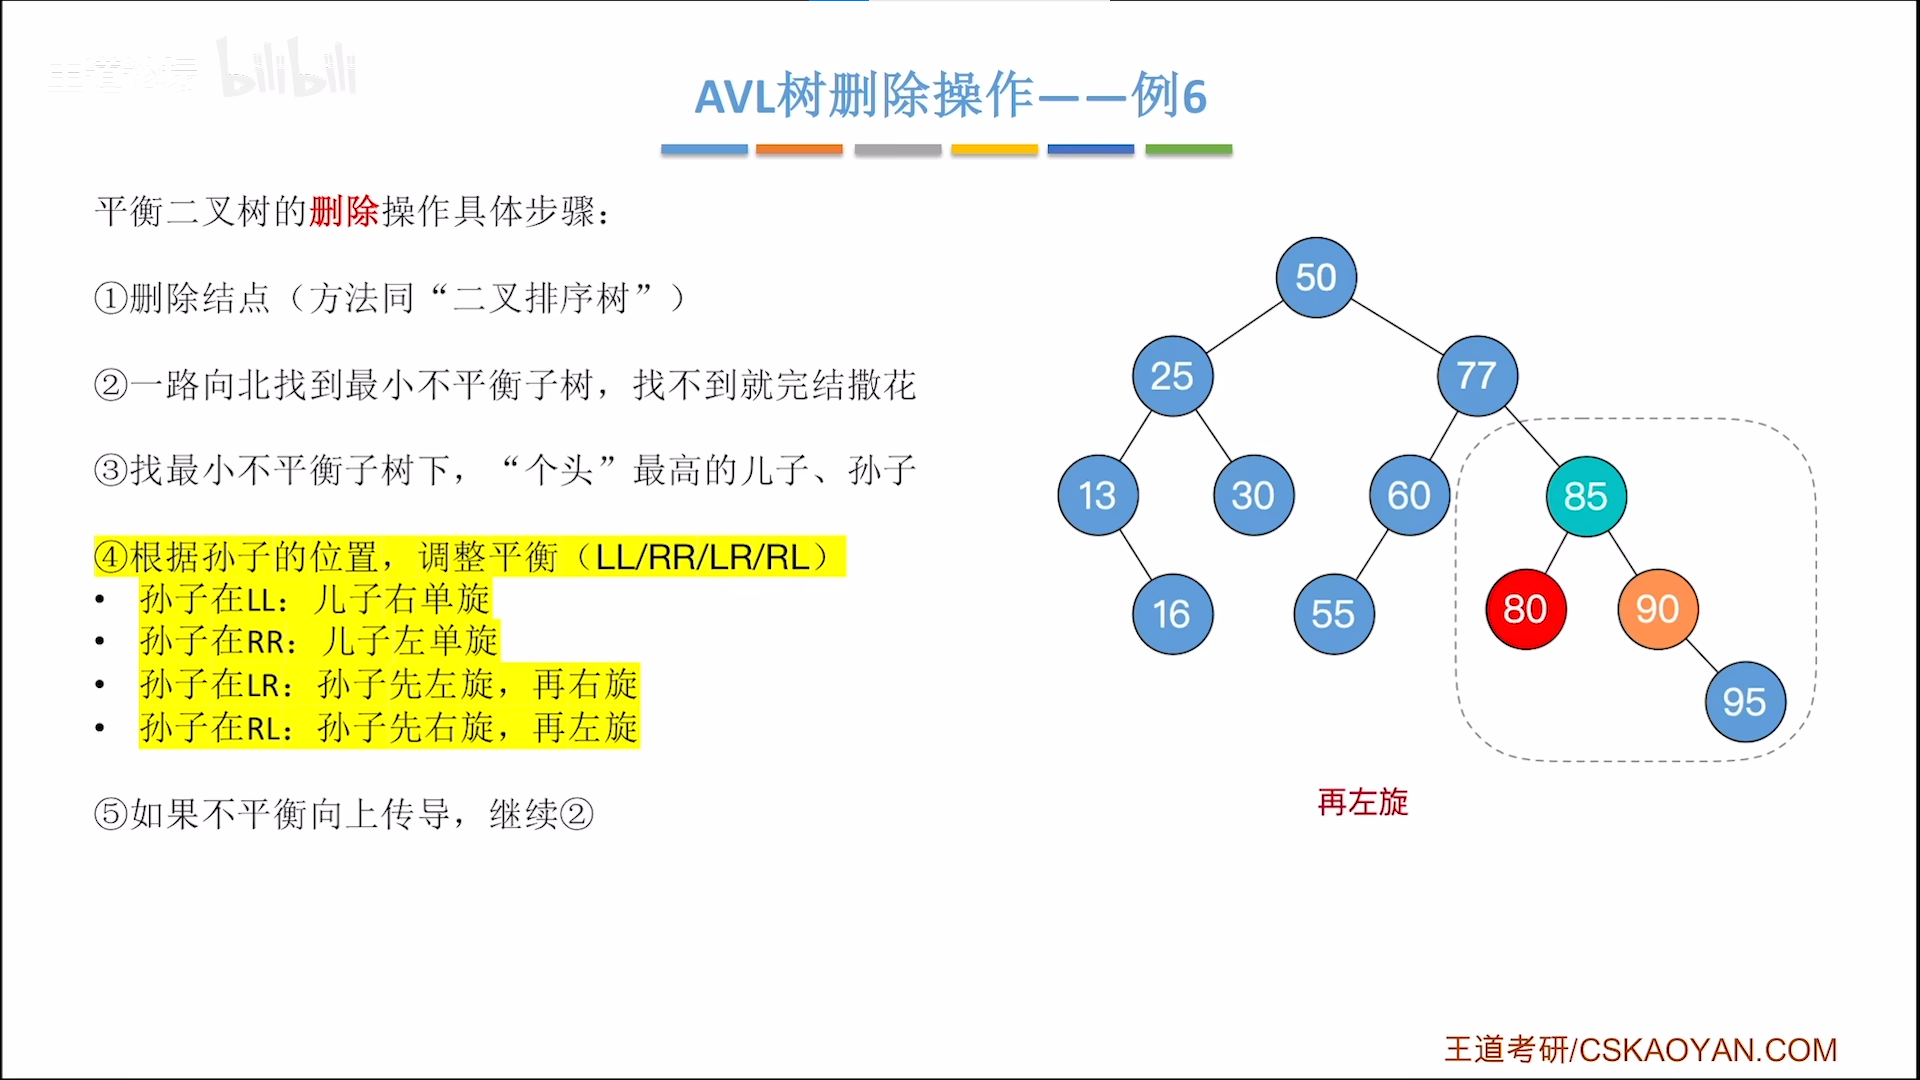 王道论坛 bilibili
AVL树删除操作——例6
平衡二叉树的删除操作具体步骤：
①删除结点（方法同“二叉排序树”）
②一路向北找到最小不平衡子树，找不到就完结撒花
③找最小不平衡子树下，“个头”最高的儿子、孙子
④根据孙子的位置，调整平衡（LL/RR/LR/RL）
• 孙子在LL：儿子右单旋
• 孙子在RR：儿子左单旋
• 孙子在LR：孙子先左旋，再右旋
• 孙子在RL：孙子先右旋，再左旋
⑤如果不平衡向上传导，继续②
50
25 77
13 30 60 85
16 55 80 90
95
再左旋
王道考研/CSKAOYAN.COM